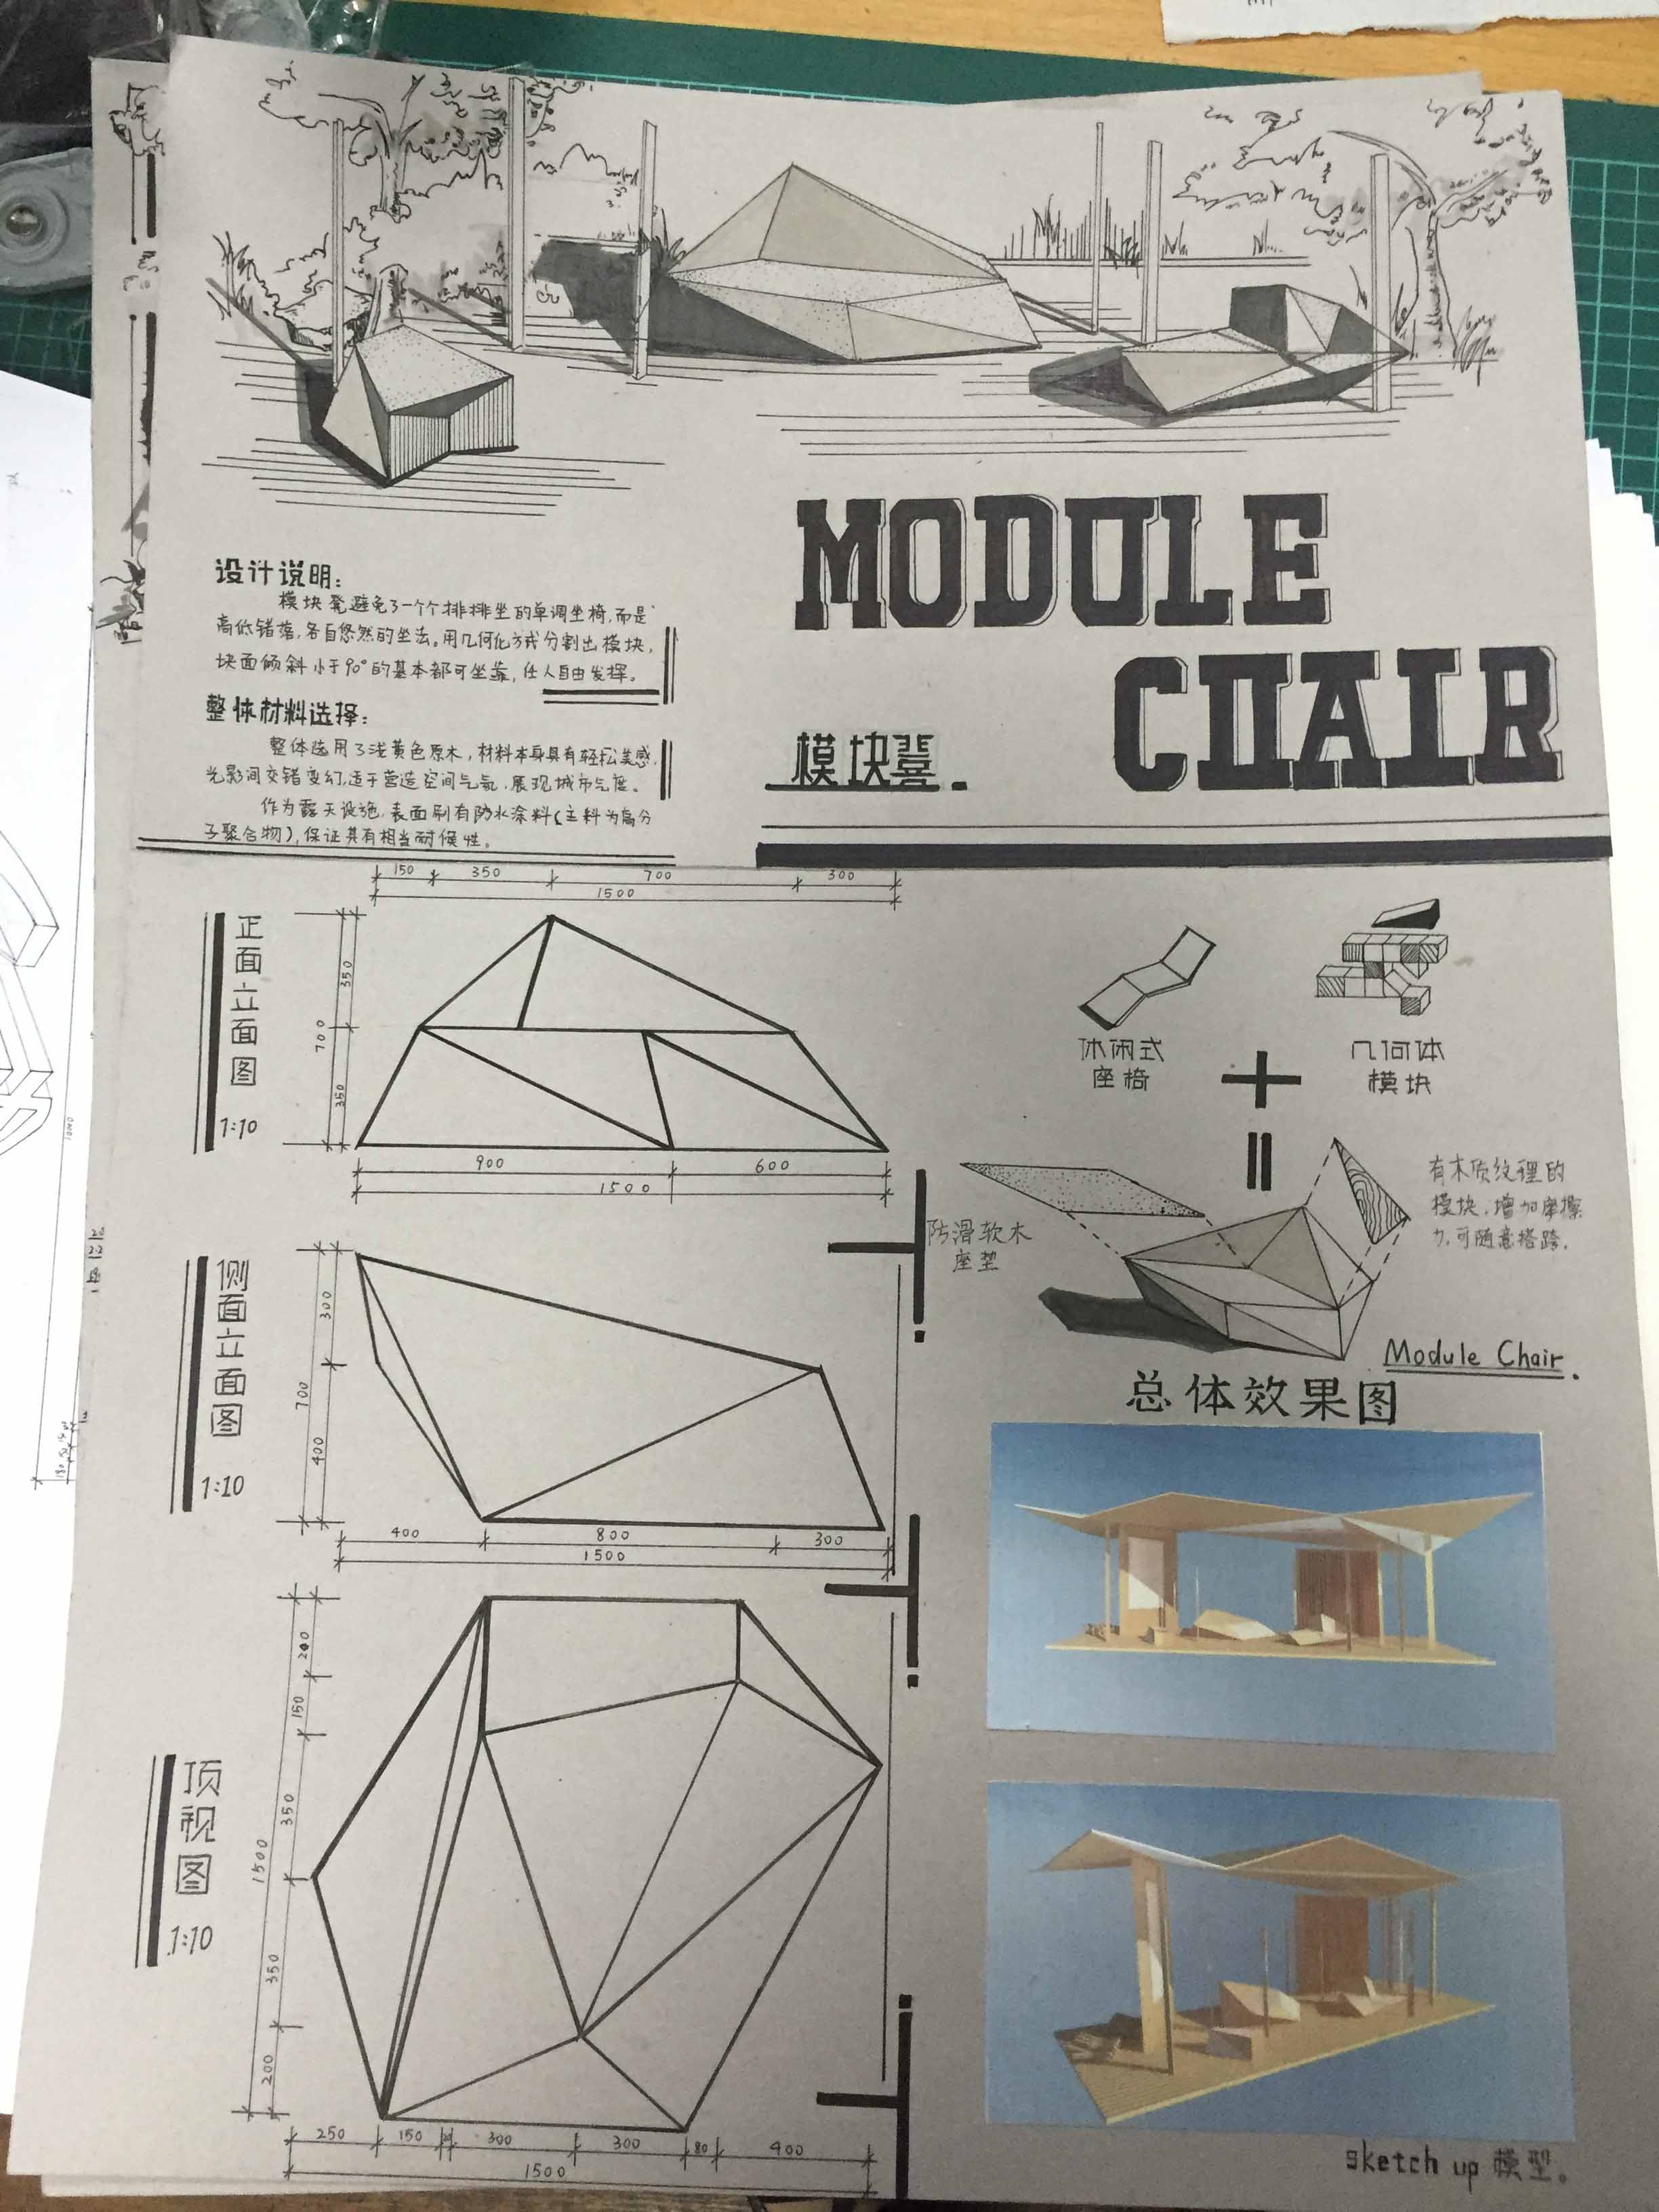 MODULE
CHAIR
模块凳.
设计说明:
模块凳避免了一个个排排坐的单调坐椅,而是
高低错落,各自悠然的坐法。用几何化方式分割出模块,
块面倾斜小于90°的基本都可坐靠,任人自由发挥。
整体材料选择:
整体选用了浅黄色原木,材料本身具有轻松美感,
光影间交错变幻,适于营造空间气氛,展现城市气度。
作为露天设施,表面刷有防水涂料(主料为高分
子聚合物),保证其有相当耐候性。
150 350 700 300
1500
正面立面图
1:10
350
700
350
900 600
1500
侧面立面图
1:10
300
700
400
400 800 300
1500
顶视图
1:10
200
150
350
1500
350
200
250 150 300 300 80 400
1500
休闲式
座椅
+
几何体
模块
=
防滑软木
座垫
有木质纹理的
模块,增加摩擦
力,可随意搭跨.
Module Chair.
总体效果图
sketch up 模型。